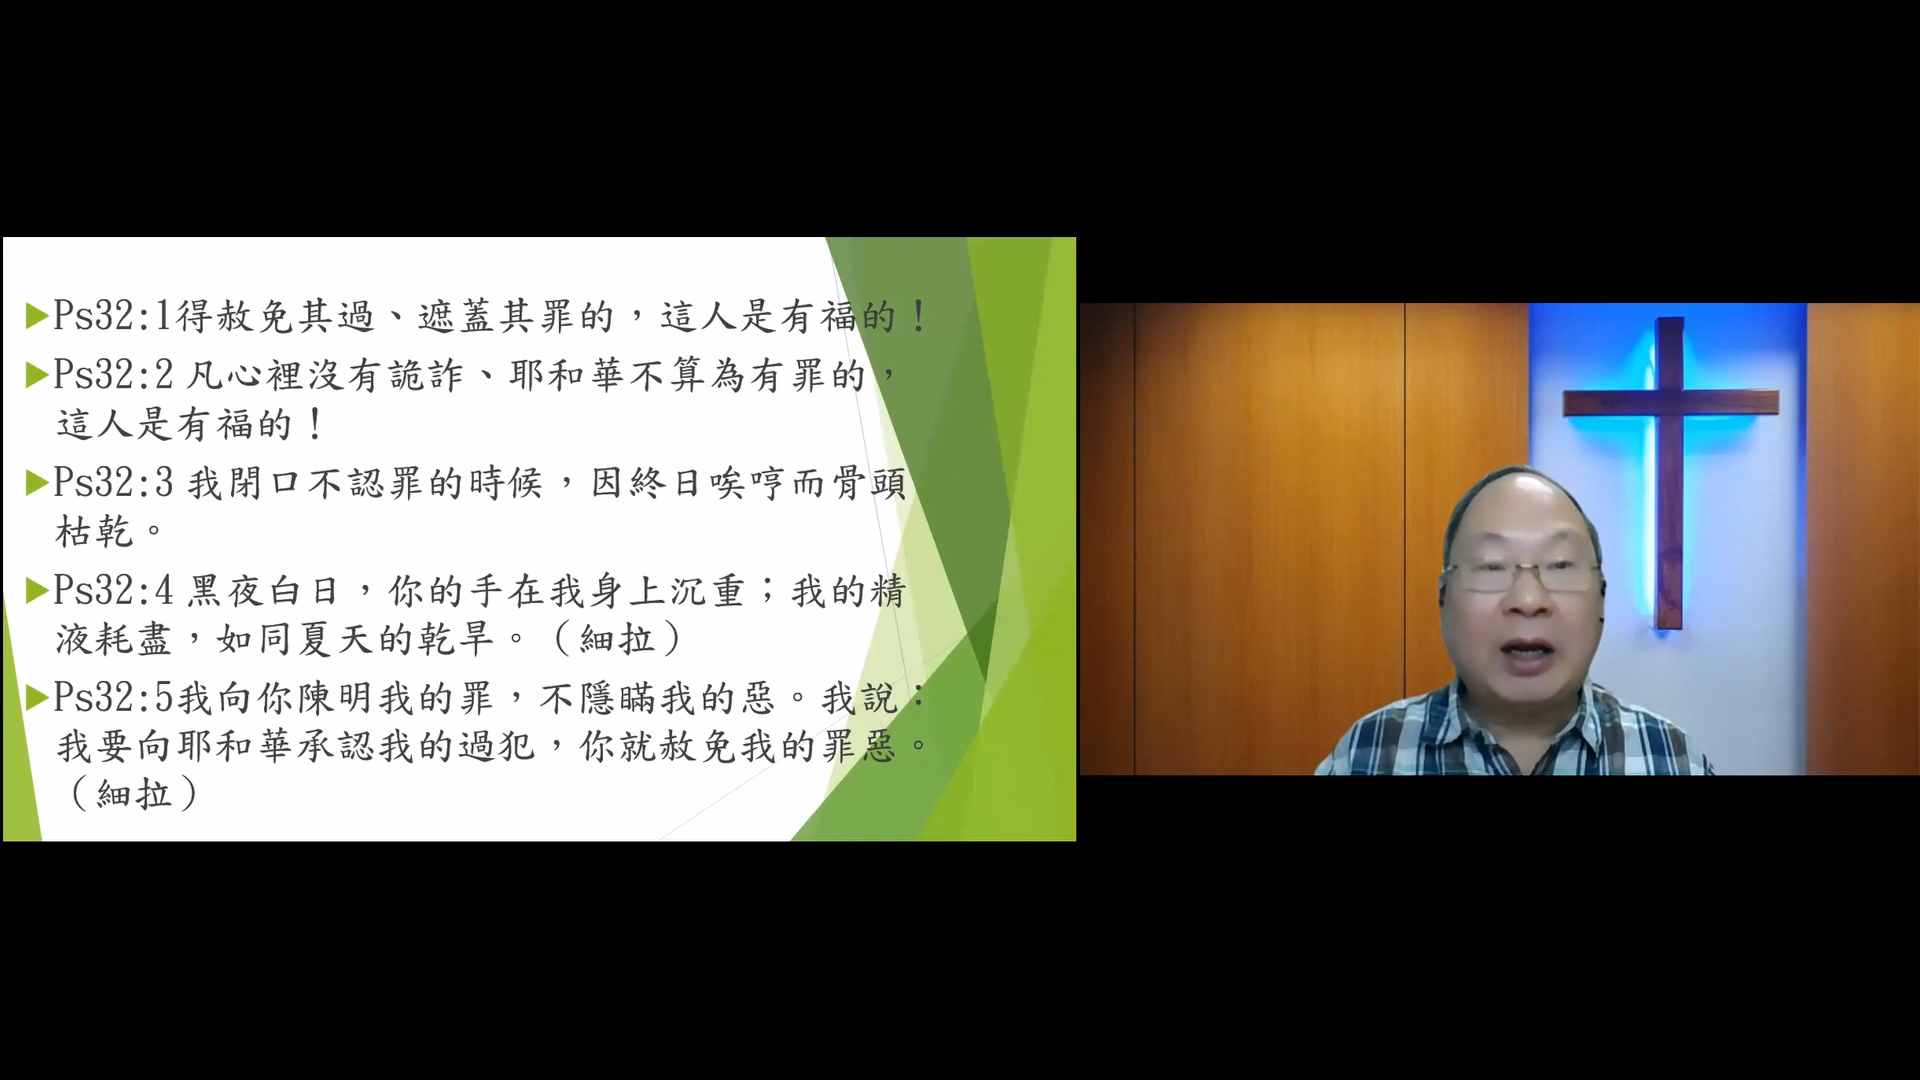 Ps32:1得赦免其過、遮蓋其罪的，這人是有福的！
Ps32:2 凡心裡沒有詭詐、耶和華不算為有罪的，
這人是有福的！
Ps32:3 我閉口不認罪的時候，因終日唉哼而骨頭
枯乾。
Ps32:4 黑夜白日，你的手在我身上沉重；我的精
液耗盡，如同夏天的乾旱。（細拉）
Ps32:5我向你陳明我的罪，不隱瞞我的惡。我說：
我要向耶和華承認我的過犯，你就赦免我的罪惡。
（細拉）